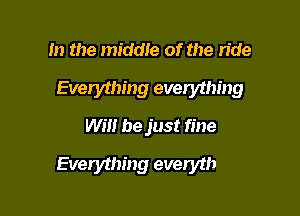 In the middle of the ride
Everything everything
Will be just fine
Everything everyth